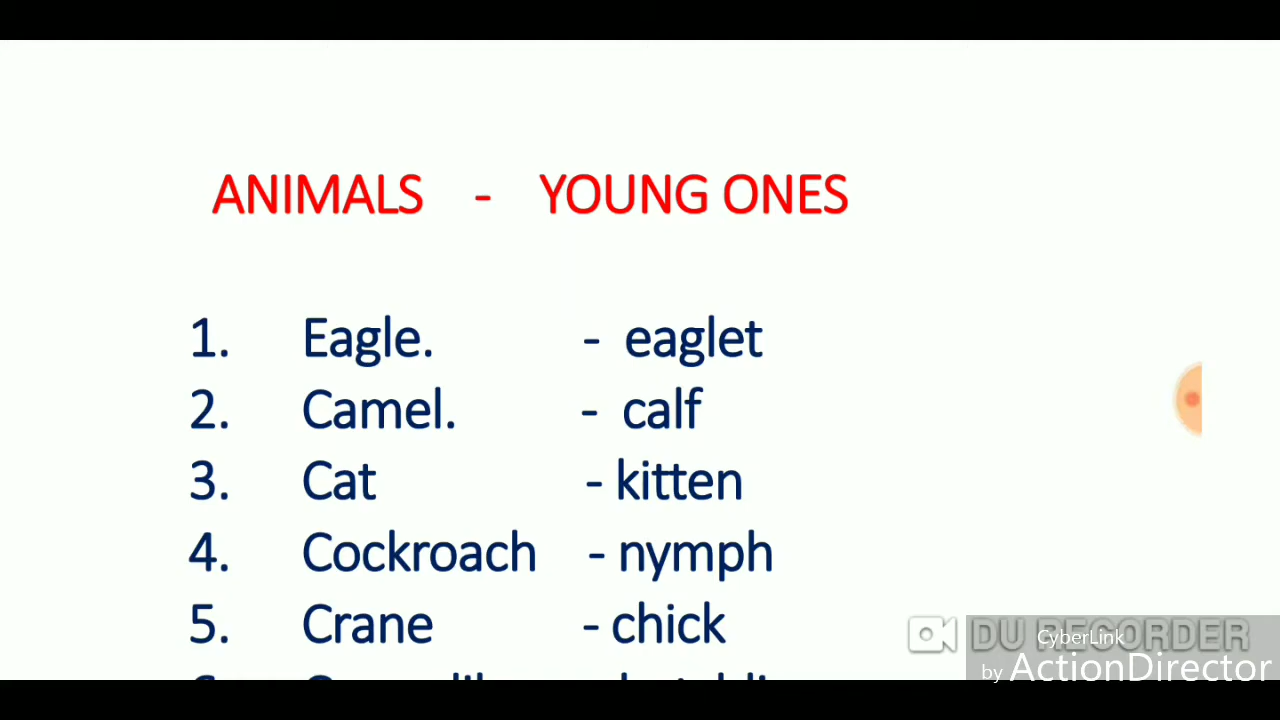 ANIMALS - YOUNG ONES
1. Eagle. - eaglet
2. Camel. - calf
3. Cat - kitten
4. Cockroach - nymph
5. Crane - chick
DU RECORDER
CyberLink
by ActionDirector